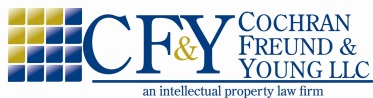 CF&Y
COCHRAN
FREUND &
YOUNG LLC
an intellectual property law firm